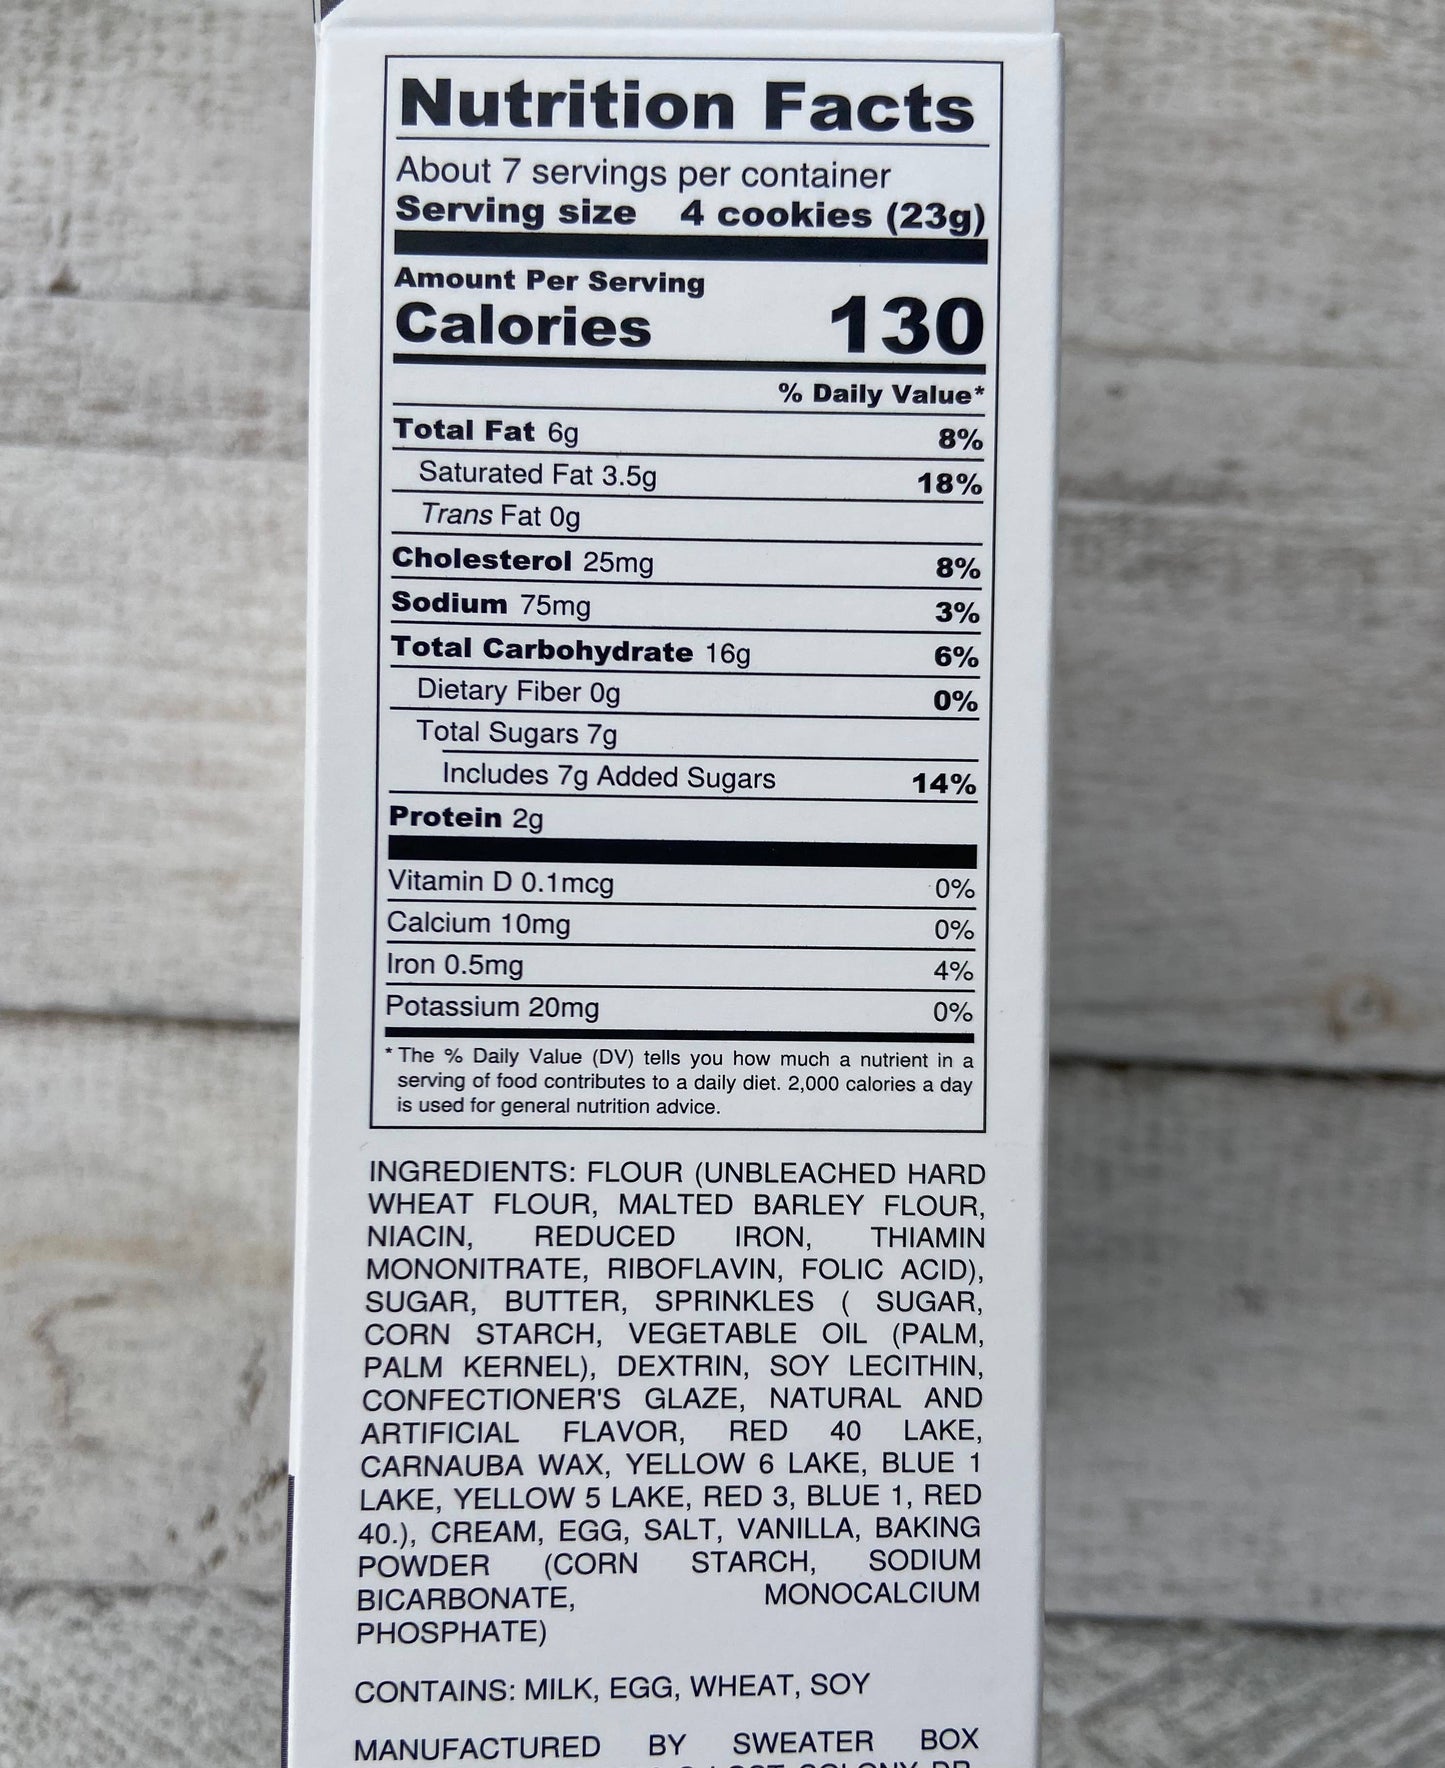 Nutrition Facts
About 7 servings per container
Serving size 4 cookies (23g)
Amount Per Serving
Calories 130
% Daily Value*
Total Fat 6g 8%
Saturated Fat 3.5g 18%
Trans Fat 0g
Cholesterol 25mg 8%
Sodium 75mg 3%
Total Carbohydrate 16g 6%
Dietary Fiber 0g 0%
Total Sugars 7g
Includes 7g Added Sugars 14%
Protein 2g
Vitamin D 0.1mcg 0%
Calcium 10mg 0%
Iron 0.5mg 4%
Potassium 20mg 0%
* The % Daily Value (DV) tells you how much a nutrient in a
serving of food contributes to a daily diet. 2,000 calories a day
is used for general nutrition advice.
INGREDIENTS: FLOUR (UNBLEACHED HARD
WHEAT FLOUR, MALTED BARLEY FLOUR,
NIACIN, REDUCED IRON, THIAMIN
MONONITRATE, RIBOFLAVIN, FOLIC ACID),
SUGAR, BUTTER, SPRINKLES ( SUGAR,
CORN STARCH, VEGETABLE OIL (PALM,
PALM KERNEL), DEXTRIN, SOY LECITHIN,
CONFECTIONER'S GLAZE, NATURAL AND
ARTIFICIAL FLAVOR, RED 40 LAKE,
CARNAUBA WAX, YELLOW 6 LAKE, BLUE 1
LAKE, YELLOW 5 LAKE, RED 3, BLUE 1, RED
40.), CREAM, EGG, SALT, VANILLA, BAKING
POWDER (CORN STARCH, SODIUM
BICARBONATE, MONOCALCIUM
PHOSPHATE)
CONTAINS: MILK, EGG, WHEAT, SOY
MANUFACTURED BY SWEATER BOX
LOST COLONY DR